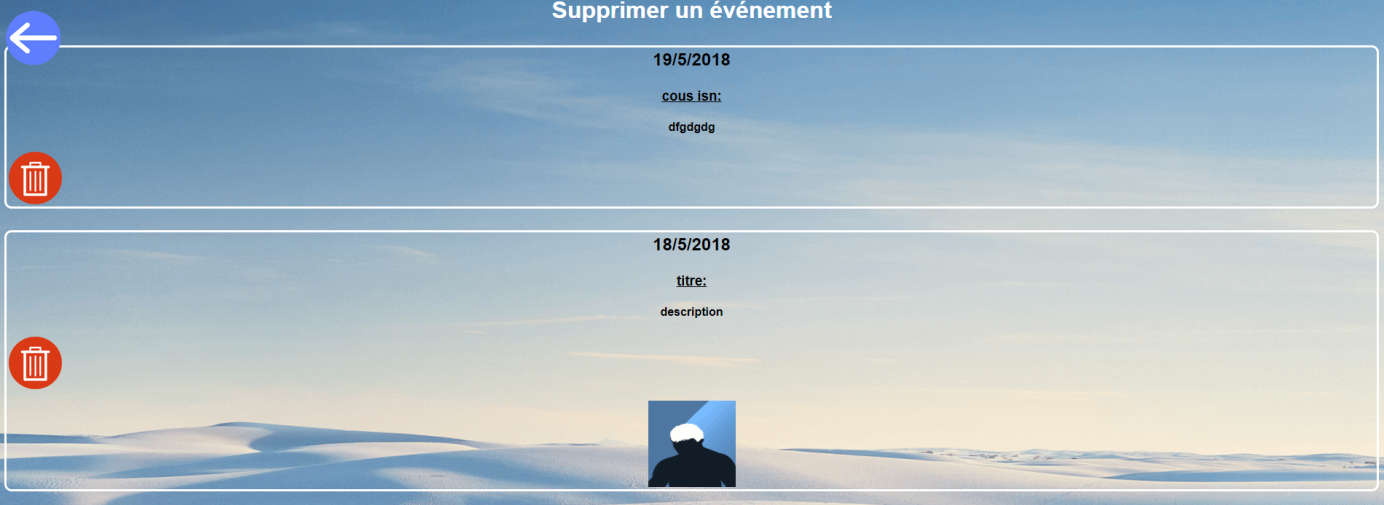 Supprimer un événement
19/5/2018
cous isn:
dfgdgdg
18/5/2018
titre:
description